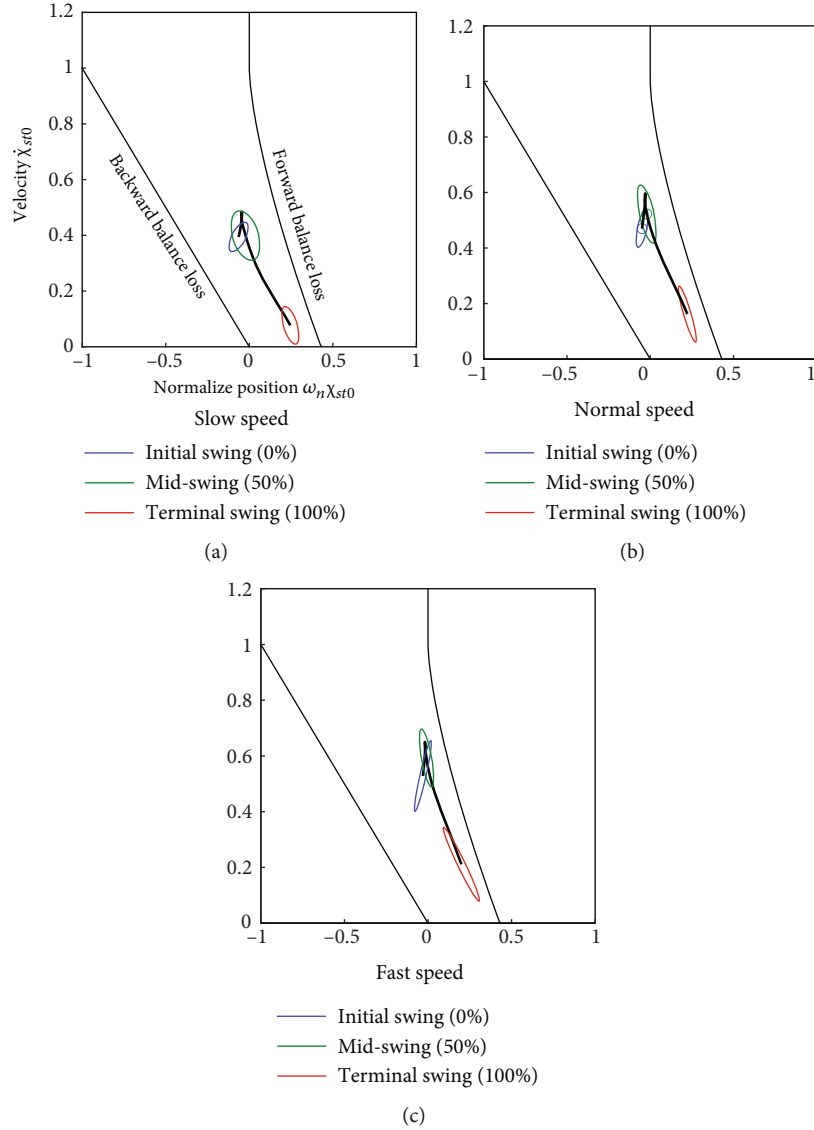 1.2
1
0.8
0.6
0.4
0.2
0
Velocity χ̇st0
Backward balance loss
Forward balance loss
−1 −0.5 0 0.5 1
Normalize position ωnχst0
Slow speed
Initial swing (0%)
Mid-swing (50%)
Terminal swing (100%)
(a)
1.2
1
0.8
0.6
0.4
0.2
0
−1 −0.5 0 0.5 1
Normal speed
Initial swing (0%)
Mid-swing (50%)
Terminal swing (100%)
(b)
1.2
1
0.8
0.6
0.4
0.2
0
−1 −0.5 0 0.5 1
Fast speed
Initial swing (0%)
Mid-swing (50%)
Terminal swing (100%)
(c)